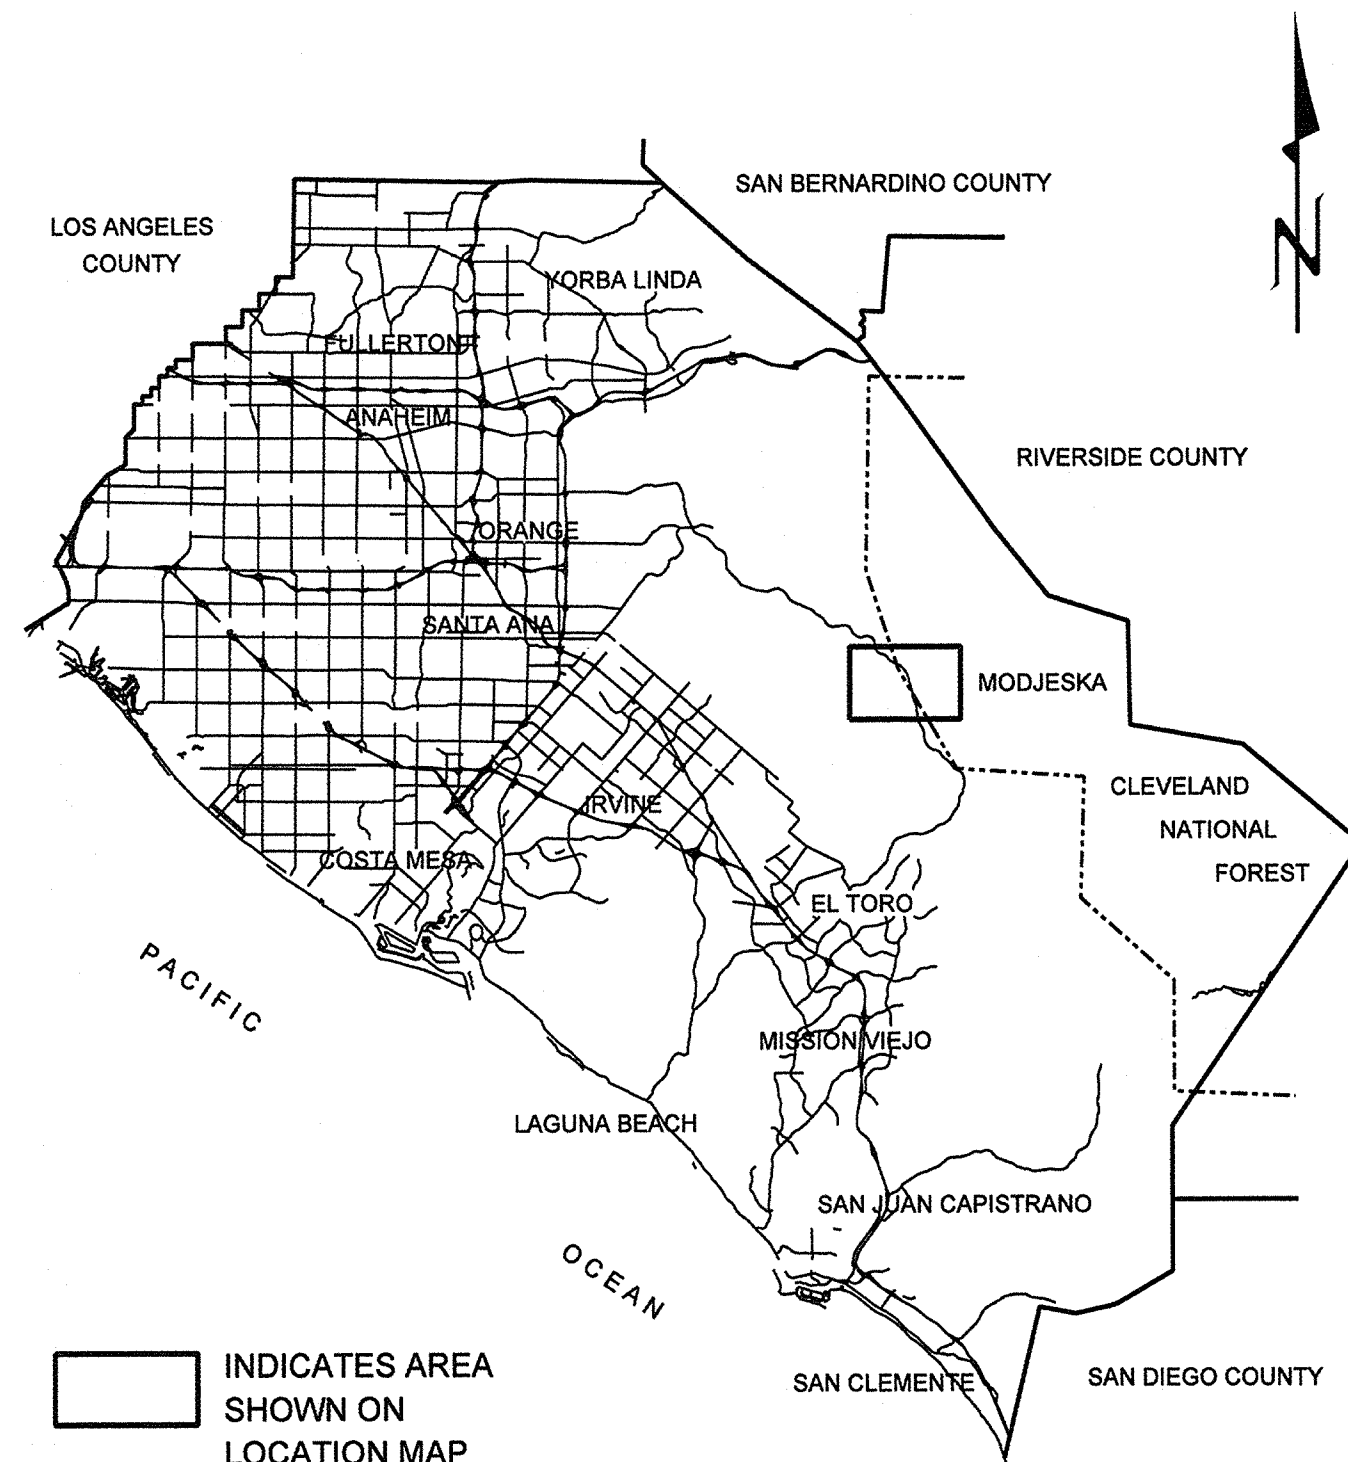 SAN BERNARDINO COUNTY
LOS ANGELES
COUNTY
N
YORBA LINDA
FULLERTON
ANAHEIM
RIVERSIDE COUNTY
ORANGE
SANTA ANA
MODJESKA
CLEVELAND
NATIONAL
FOREST
IRVINE
COSTA MESA
EL TORO
PACIFIC
MISSION VIEJO
LAGUNA BEACH
SAN JUAN CAPISTRANO
OCEAN
SAN CLEMENTE
SAN DIEGO COUNTY
INDICATES AREA
SHOWN ON
LOCATION MAP